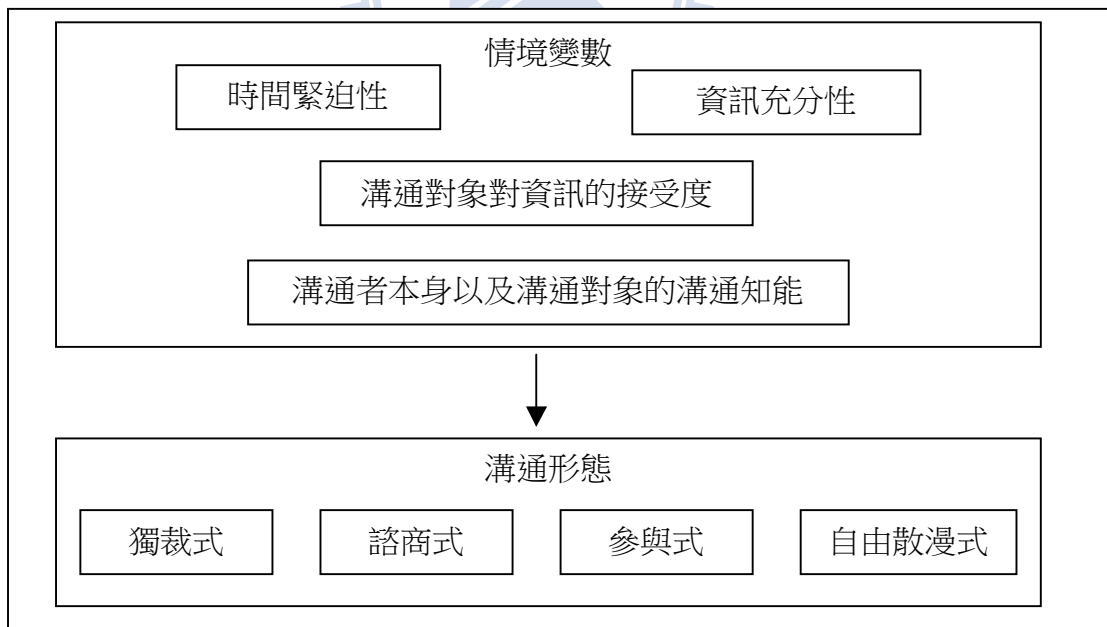 情境變數
時間緊迫性
資訊充分性
溝通對象對資訊的接受度
溝通者本身以及溝通對象的溝通知能
溝通形態
獨裁式
諮商式
參與式
自由散漫式